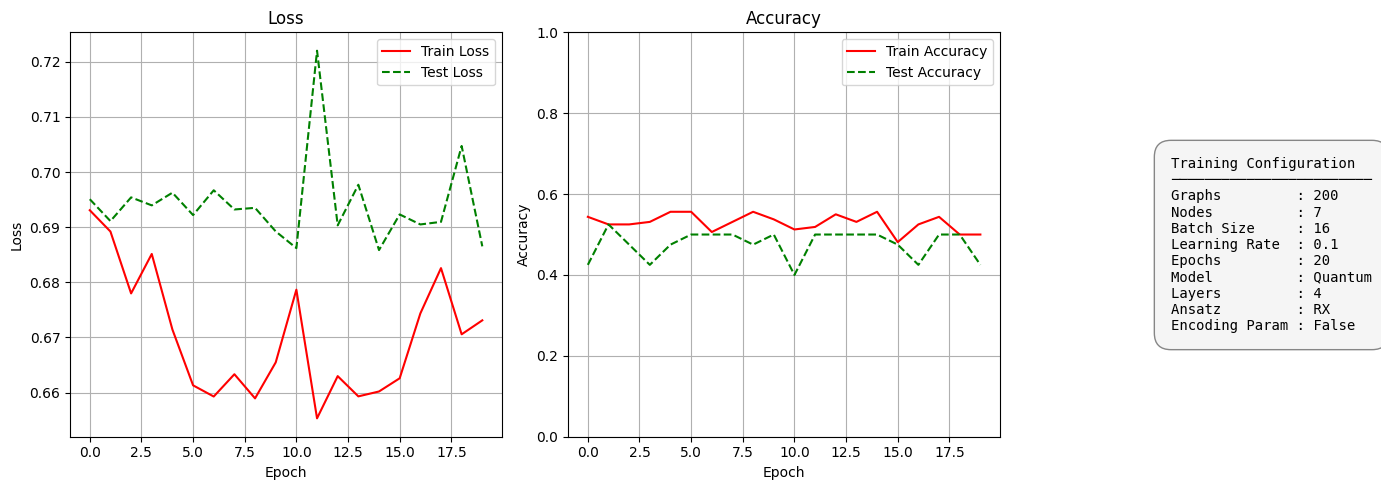 Loss
Train Loss
Test Loss
0.72
0.71
0.70
0.69
0.68
0.67
0.66
Loss
0.0 2.5 5.0 7.5 10.0 12.5 15.0 17.5
Epoch
Accuracy
Train Accuracy
Test Accuracy
1.0
0.8
0.6
0.4
0.2
0.0
Accuracy
0.0 2.5 5.0 7.5 10.0 12.5 15.0 17.5
Epoch
Training Configuration
Graphs : 200
Nodes : 7
Batch Size : 16
Learning Rate : 0.1
Epochs : 20
Model : Quantum
Layers : 4
Ansatz : RX
Encoding Param : False